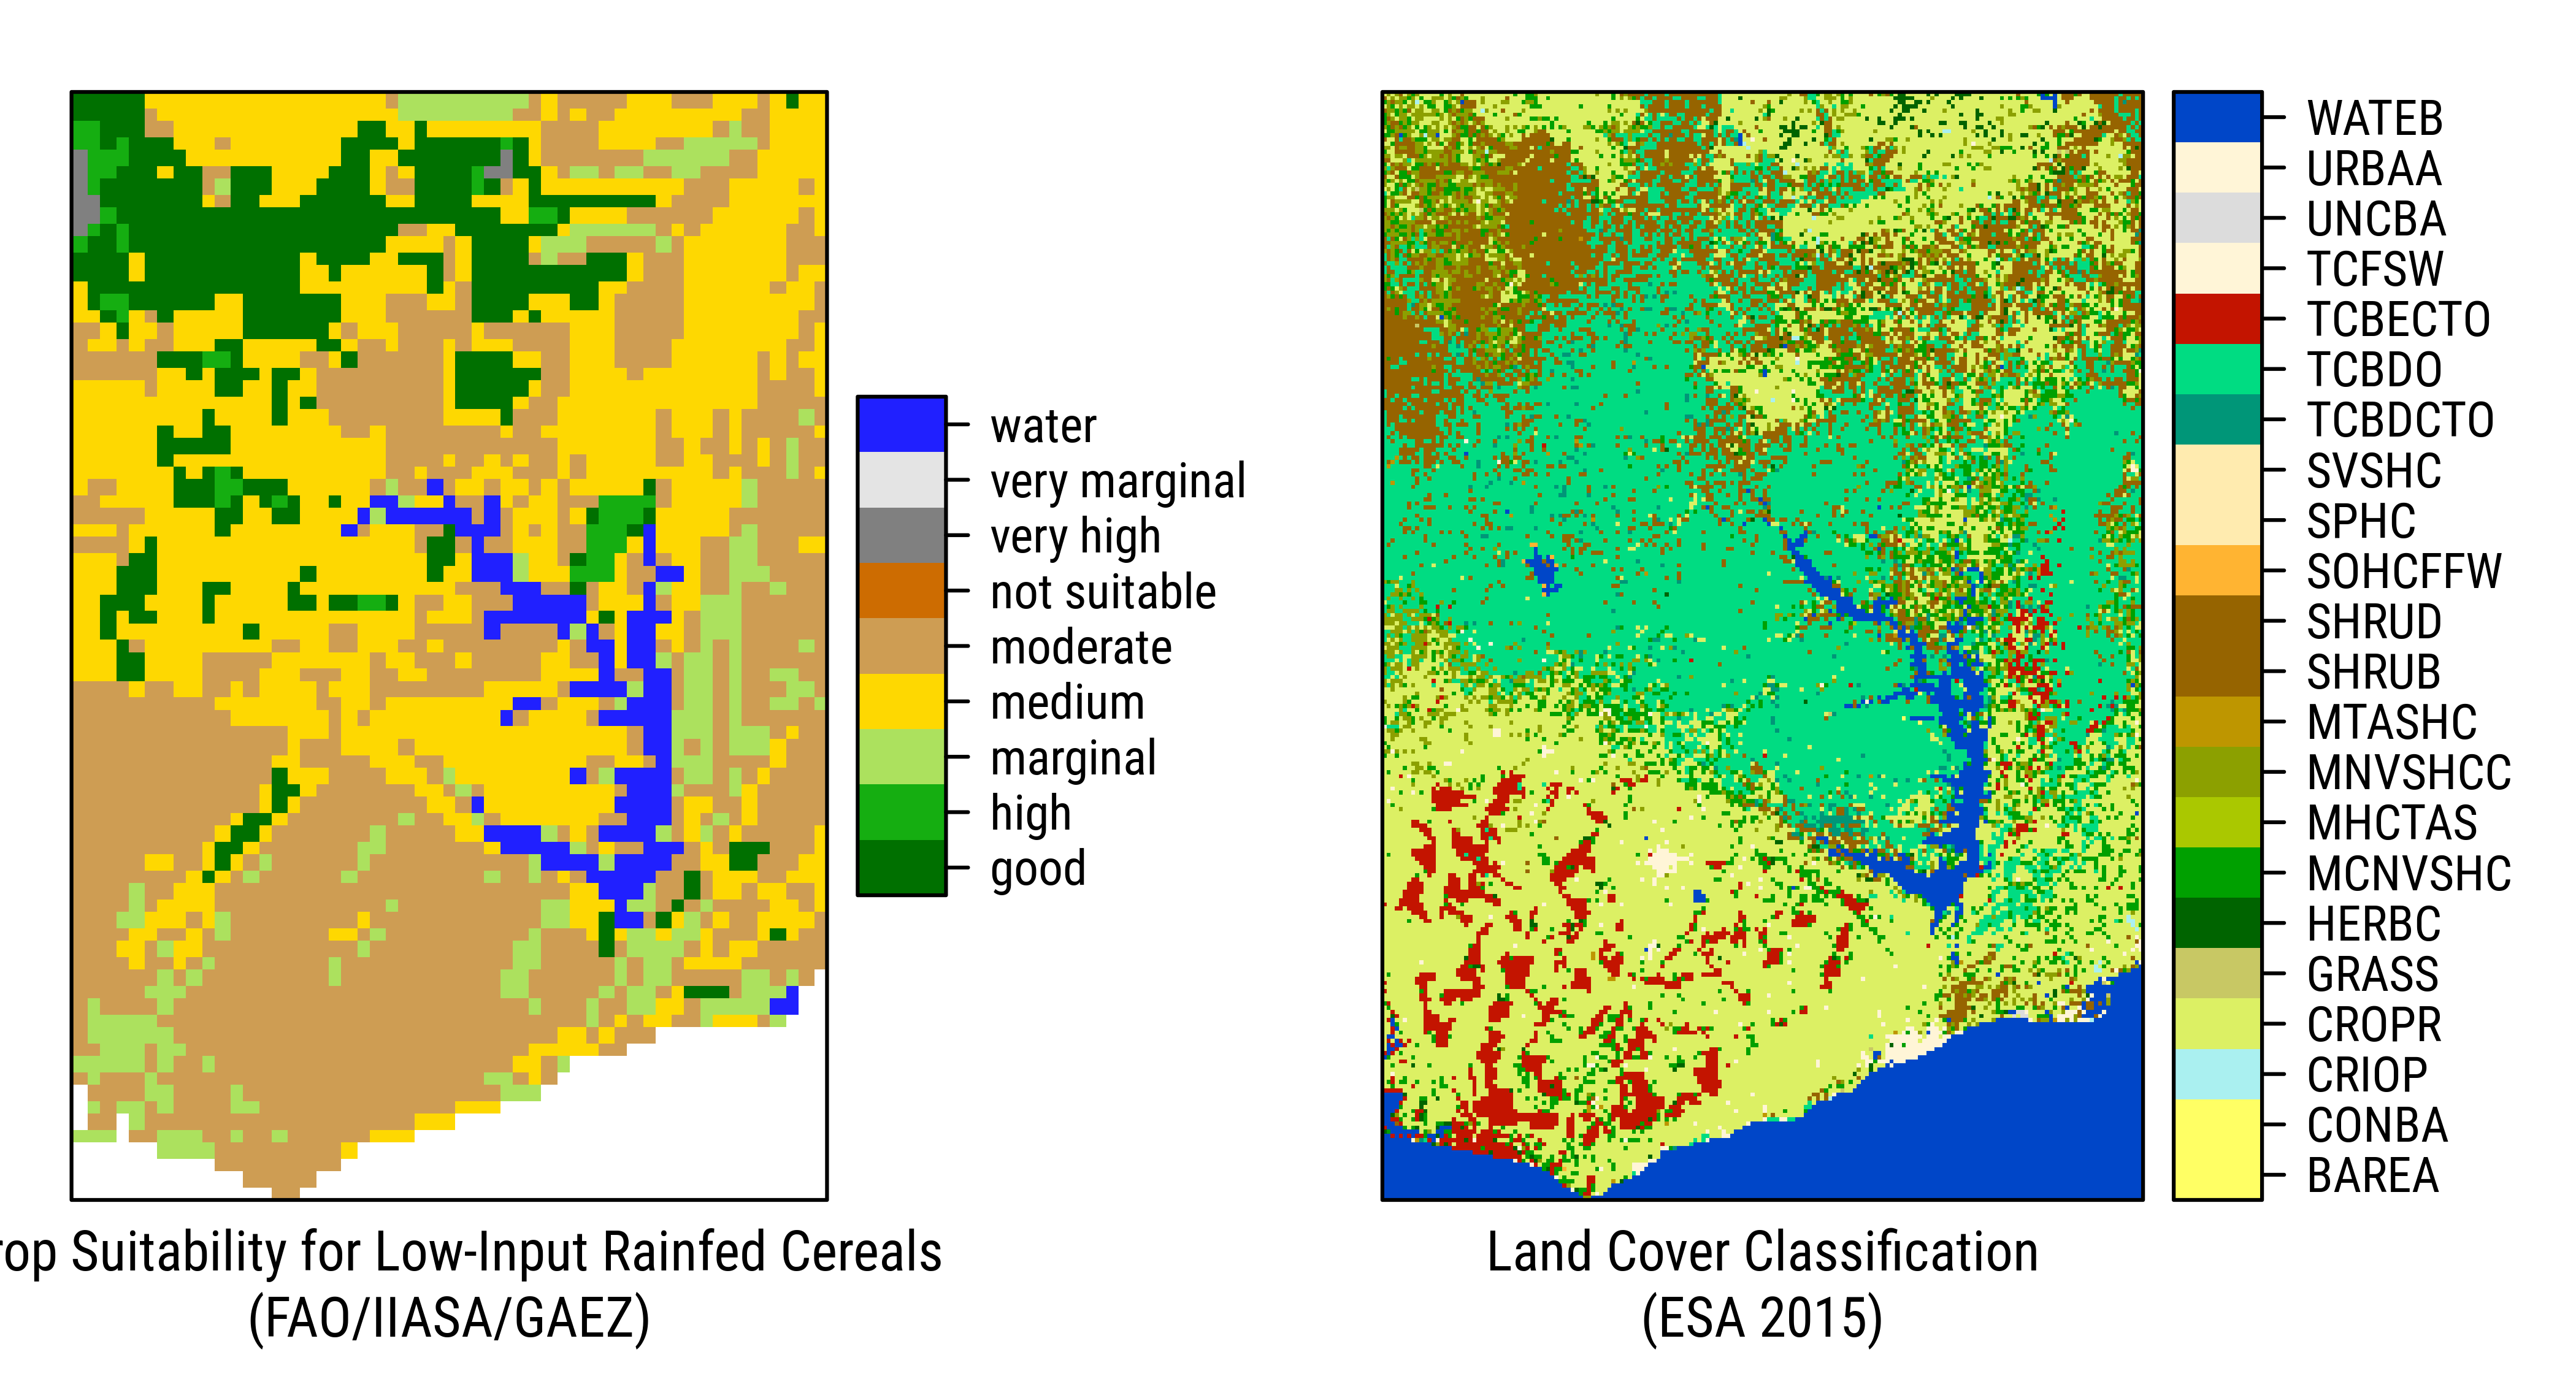 water
very marginal
very high
not suitable
moderate
medium
marginal
high
good
rop Suitability for Low-Input Rainfed Cereals
(FAO/IIASA/GAEZ)
WATEB
URBAA
UNCBA
TCFSW
TCBECTO
TCBDO
TCBDCTO
SVSHC
SPHC
SOHCFFW
SHRUD
SHRUB
MTASHC
MNVSHCC
MHCTAS
MCNVSHC
HERBC
GRASS
CROPR
CRIOP
CONBA
BAREA
Land Cover Classification
(ESA 2015)